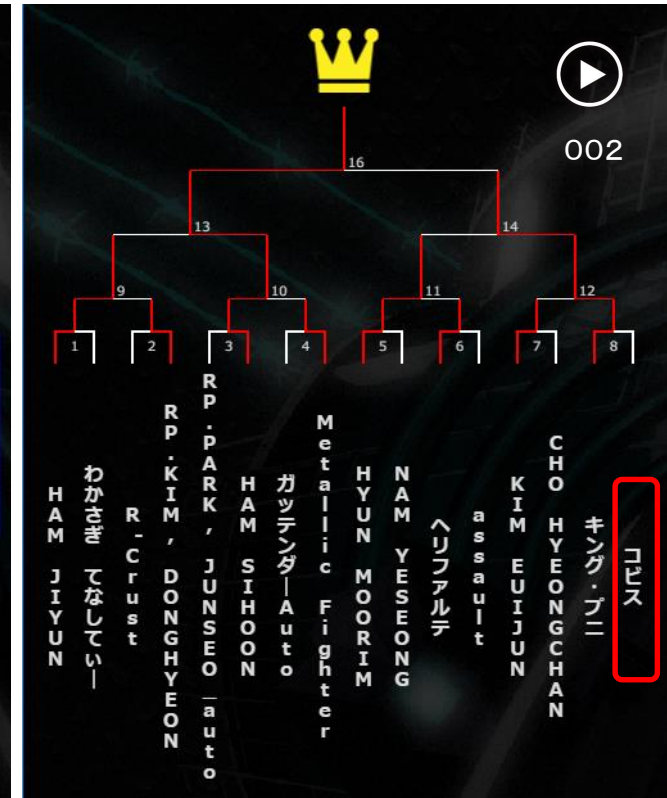 002
16
13
14
9
10
11
12
1
2
3
4
5
6
7
8
HAM JIYUN
わかさぎ てなしてぃー
R-Crust
RP.KIM, DONGHYEON
RP.PARK, JUNSEO_auto
HAM SIHOON
ガッテンダーAuto
Metallic Fighter
HYUN MOORIM
NAM YESEONG
ヘリファルテ
assault
KIM EUIJUN
CHO HYEONGCHAN
キング・プニ
コビス